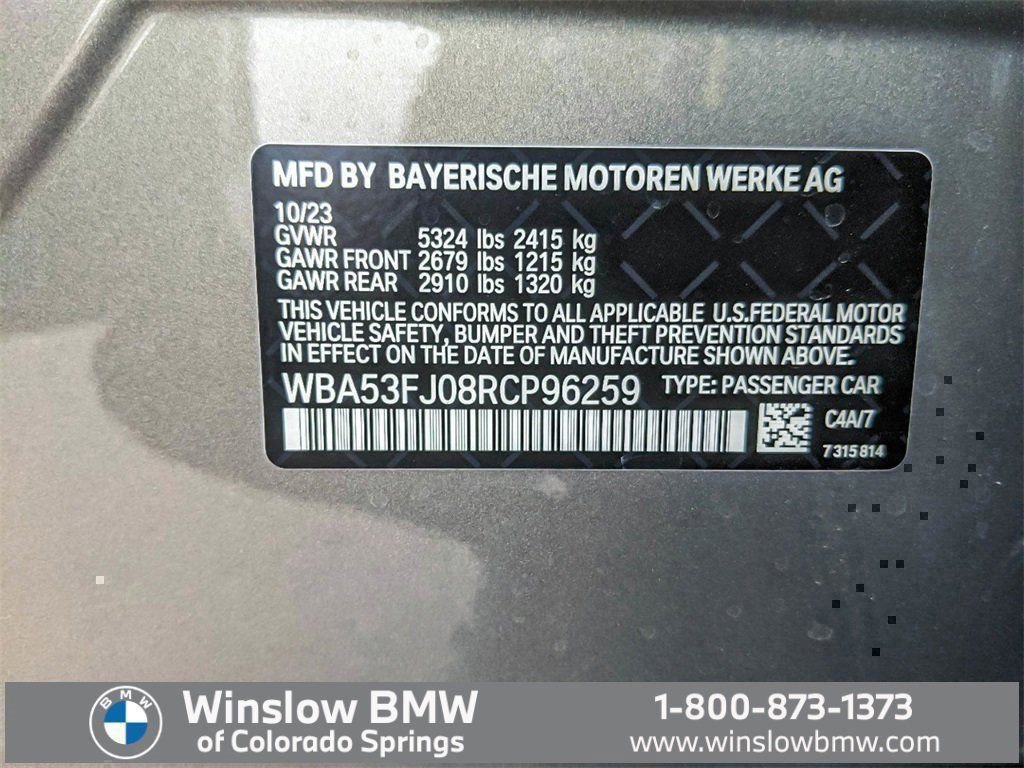 MFD BY BAYERISCHE MOTOREN WERKE AG
10/23
GVWR 5324 lbs 2415 kg
GAWR FRONT 2679 lbs 1215 kg
GAWR REAR 2910 lbs 1320 kg
THIS VEHICLE CONFORMS TO ALL APPLICABLE U.S.FEDERAL MOTOR
VEHICLE SAFETY, BUMPER AND THEFT PREVENTION STANDARDS
IN EFFECT ON THE DATE OF MANUFACTURE SHOWN ABOVE.
WBA53FJ08RCP96259 TYPE: PASSENGER CAR
C4A/7
7315814
BMW
Winslow BMW
of Colorado Springs
1-800-873-1373
www.winslowbmw.com